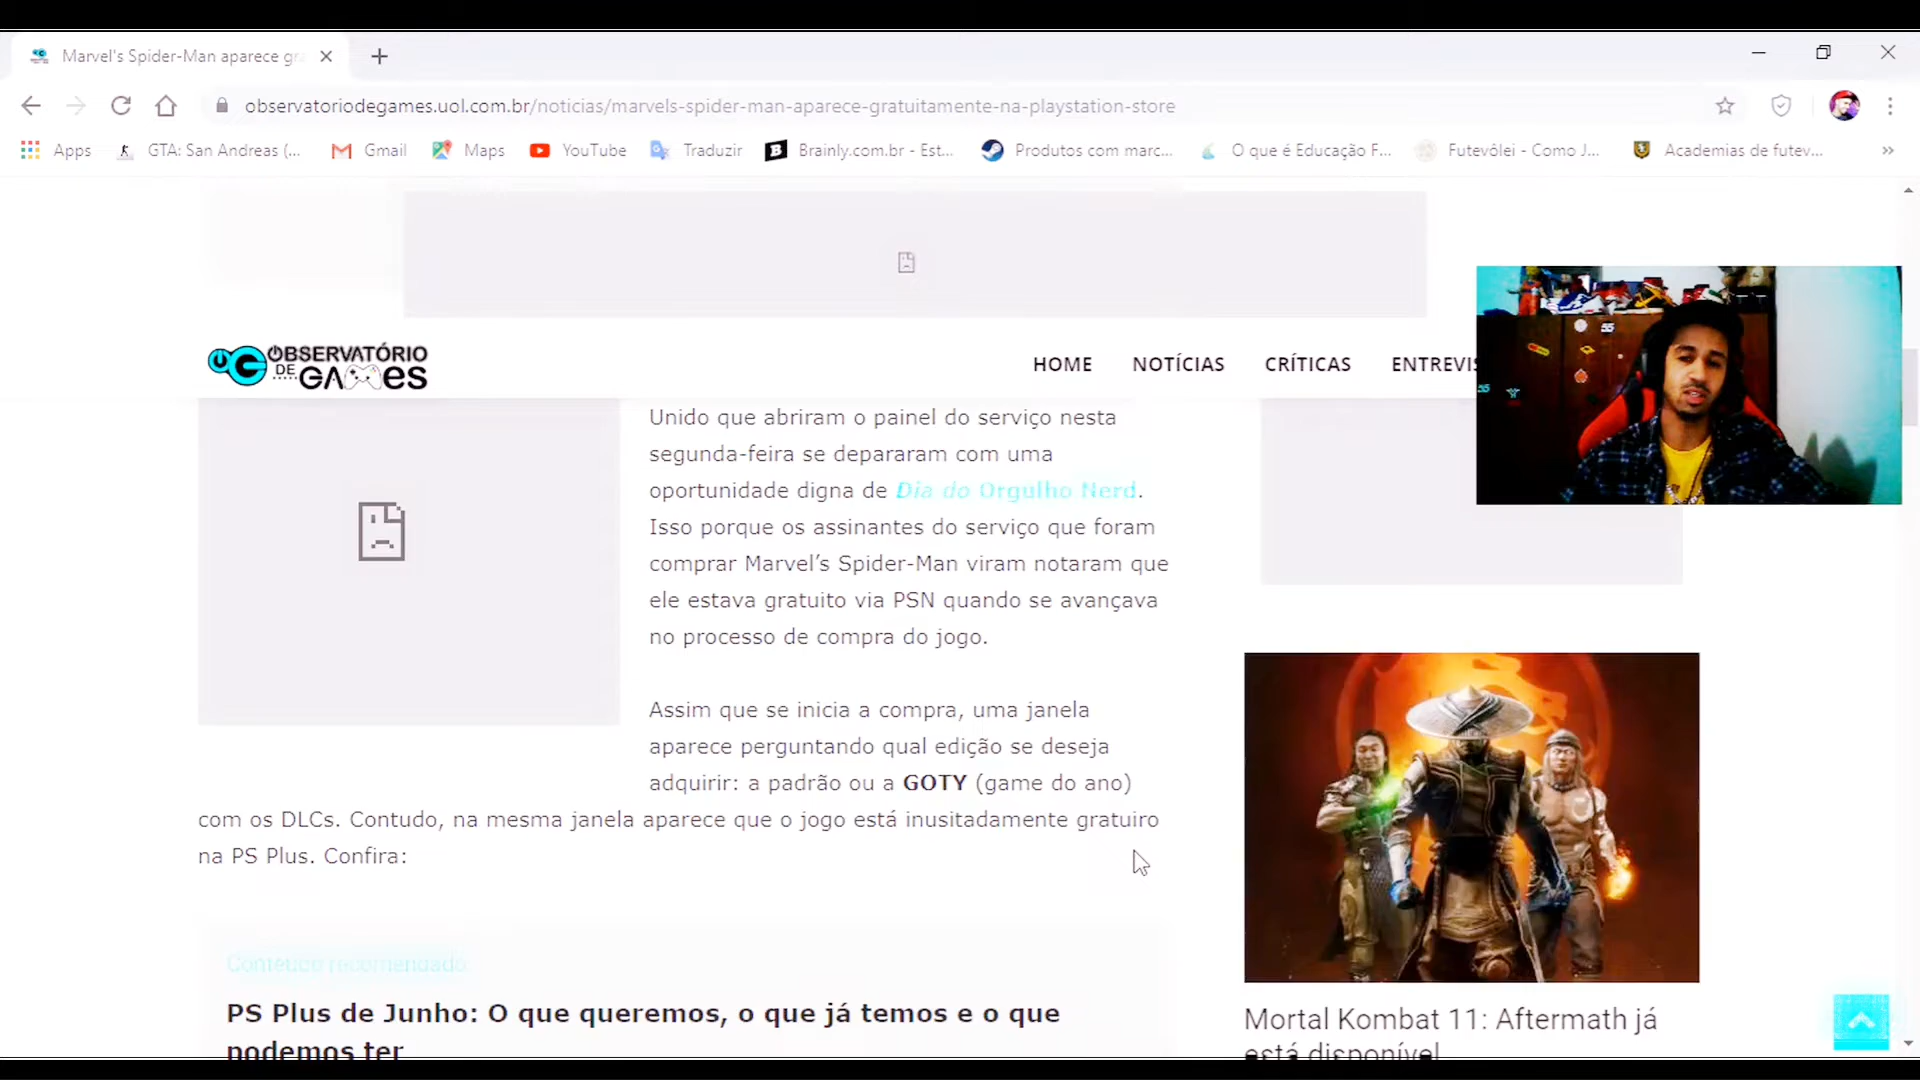 Marvel's Spider-Man aparece gr
observatoriodegames.uol.com.br/noticias/marvels-spider-man-aparece-gratuitamente-na-playstation-store
Apps
GTA: San Andreas (...
Gmail
Maps
YouTube
Traduzir
Brainly.com.br - Est...
Produtos com marc...
O que é Educação F...
Futevôlei - Como J...
Academias de futev...
»
OBSERVATÓRIO
DE
GAMES
HOME
NOTÍCIAS
CRÍTICAS
ENTREVIS
55
55
Unido que abriram o painel do serviço nesta
segunda-feira se depararam com uma
oportunidade digna de Dia do Orgulho Nerd.
Isso porque os assinantes do serviço que foram
comprar Marvel’s Spider-Man viram notaram que
ele estava gratuito via PSN quando se avançava
no processo de compra do jogo.
Assim que se inicia a compra, uma janela
aparece perguntando qual edição se deseja
adquirir: a padrão ou a GOTY (game do ano)
com os DLCs. Contudo, na mesma janela aparece que o jogo está inusitadamente gratuiro
na PS Plus. Confira:
Conteúdo recomendado
PS Plus de Junho: O que queremos, o que já temos e o que
podemos ter
Mortal Kombat 11: Aftermath já
está disponível